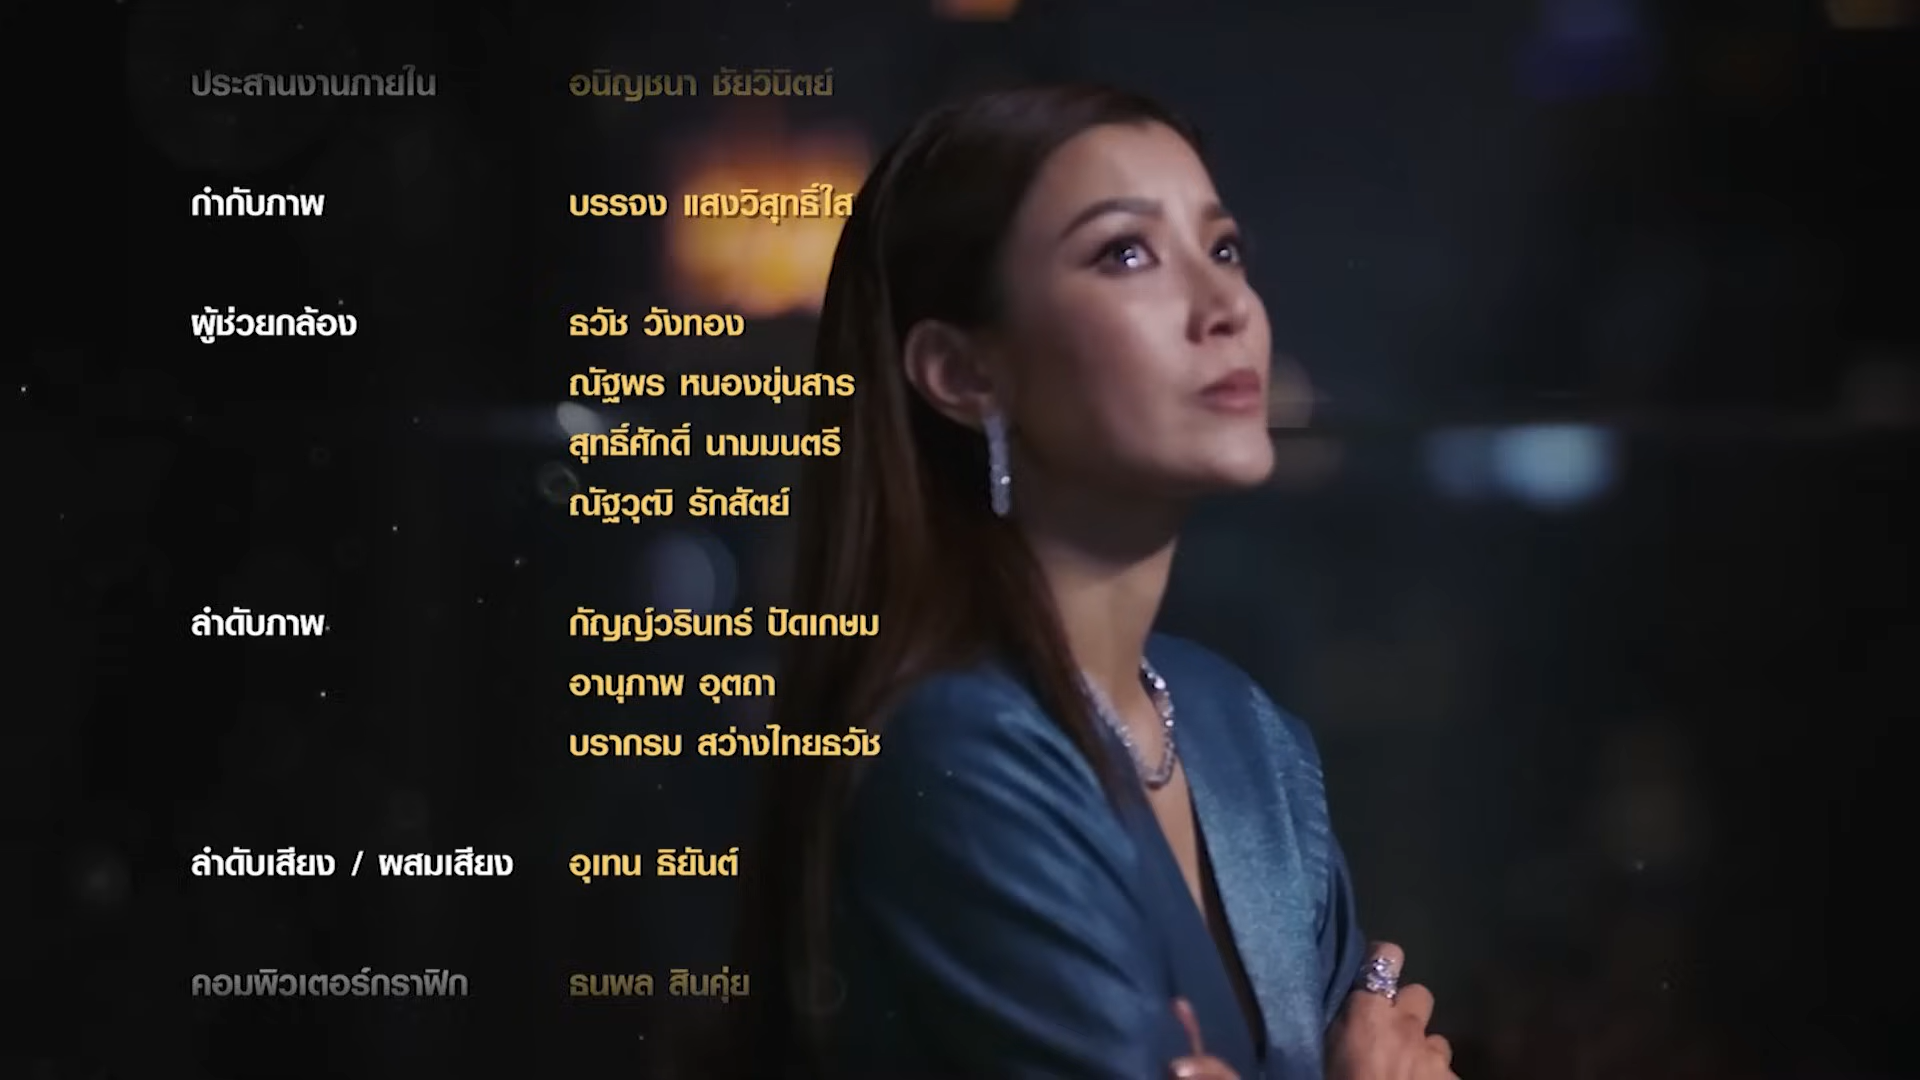 ประสานงานภายใน อนิญชนา ชัยวินิตย์
กำกับภาพ บรรจง แสงวิสุทธิ์ใส
ผู้ช่วยกล้อง ธวัช วังทอง
ณัฐพร หนองขุ่นสาร
สุทธิ์ศักดิ์ นามมนตรี
ณัฐวุฒิ รักสัตย์
ลำดับภาพ กัญญ์วรินทร์ ปัดเกษม
อานุภาพ อุตถา
บรากรม สว่างไทยธวัช
ลำดับเสียง / ผสมเสียง อุเทน ธิยันต์
คอมพิวเตอร์กราฟิก ธนพล สินคุ่ย